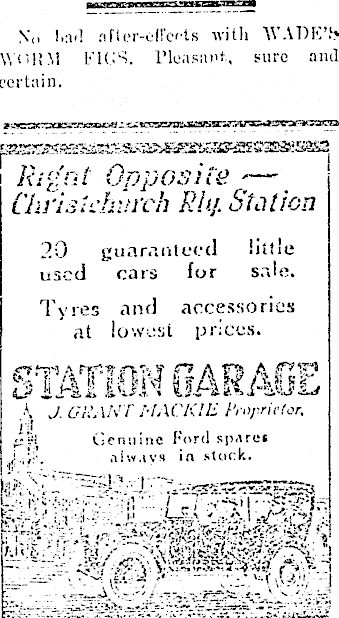 No bad after-effects with WADE'S
WORM FIGS. Pleasant, sure and
certain.
Right Opposite —
Christchurch Rly. Station
20 guaranteed little
used cars for sale.
Tyres and accessories
at lowest prices.
STATION GARAGE
J. GRANT MACKIE Proprietor.
Genuine Ford spares
always in stock.